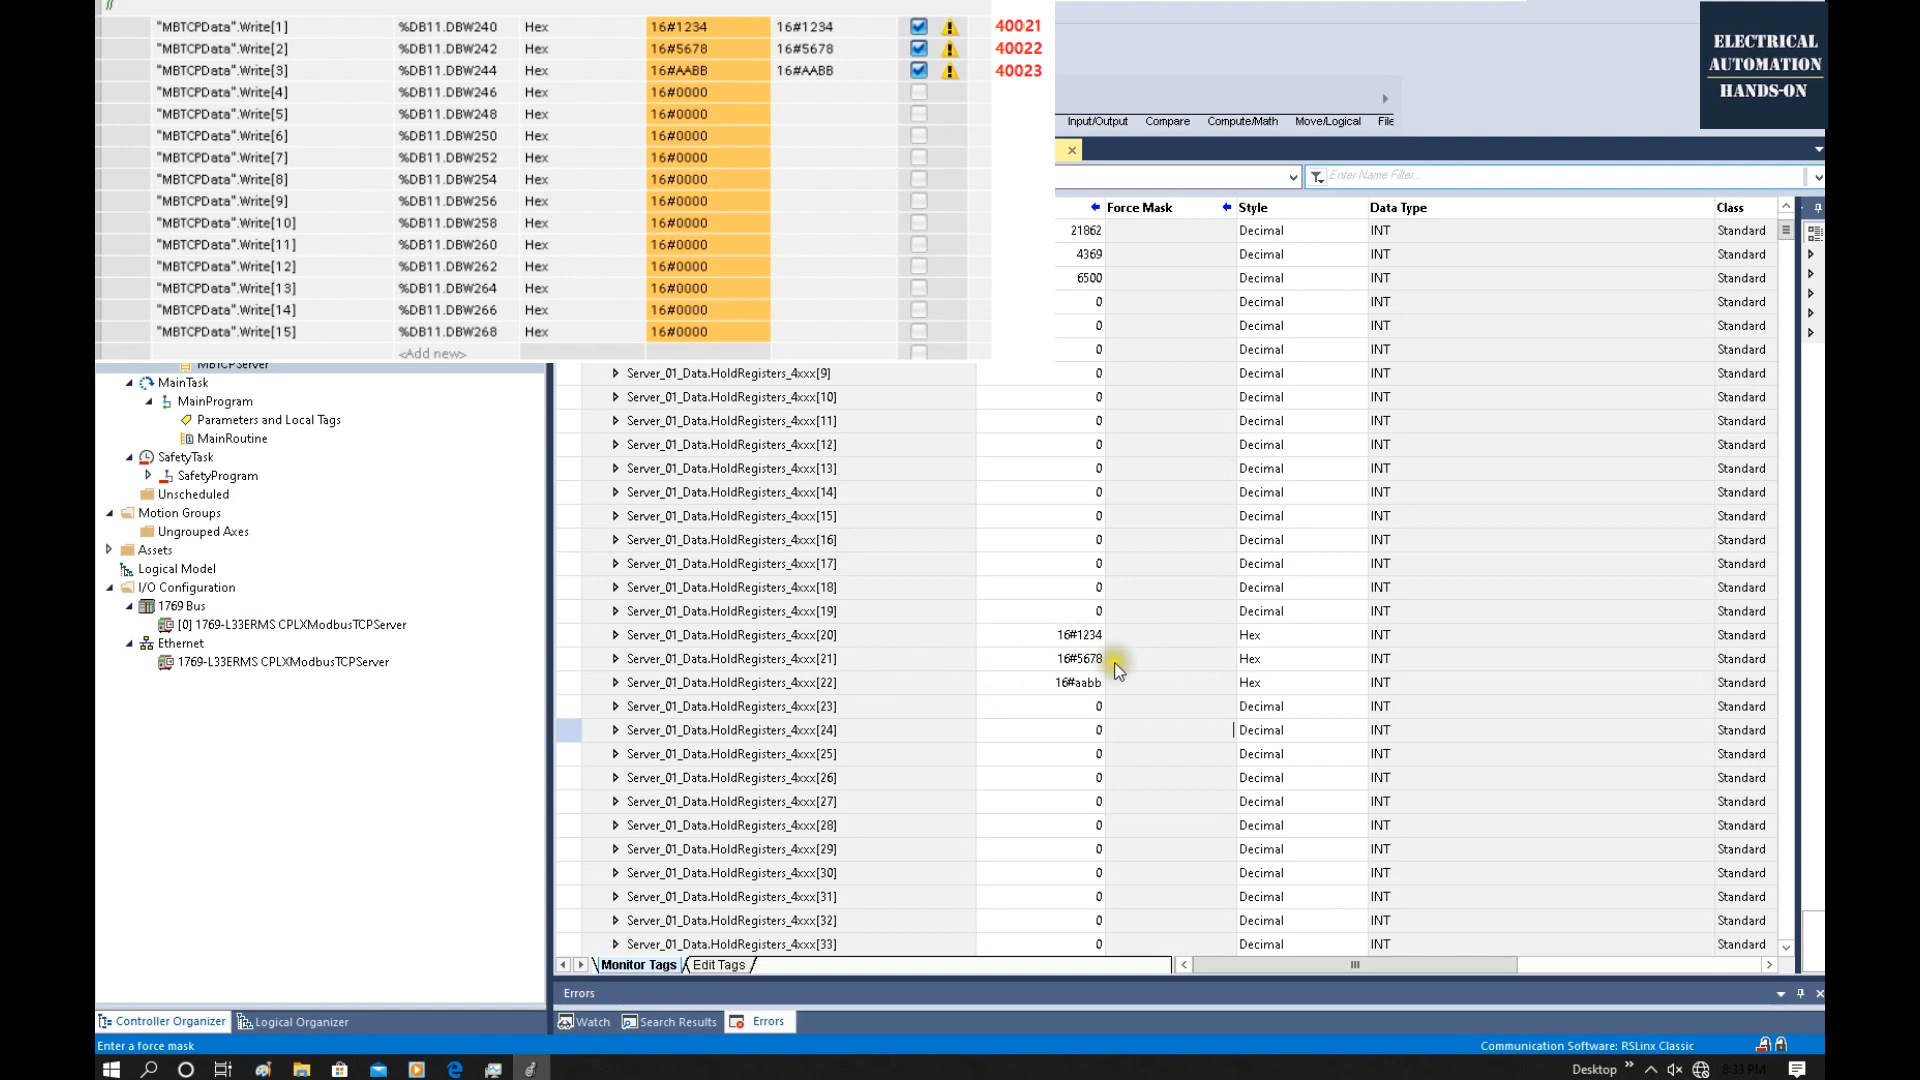 //
"MBTCPData".Write[1] %DB11.DBW240 Hex 16#1234 16#1234 40021
"MBTCPData".Write[2] %DB11.DBW242 Hex 16#5678 16#5678 40022
"MBTCPData".Write[3] %DB11.DBW244 Hex 16#AABB 16#AABB 40023
"MBTCPData".Write[4] %DB11.DBW246 Hex 16#0000
"MBTCPData".Write[5] %DB11.DBW248 Hex 16#0000
"MBTCPData".Write[6] %DB11.DBW250 Hex 16#0000
"MBTCPData".Write[7] %DB11.DBW252 Hex 16#0000
"MBTCPData".Write[8] %DB11.DBW254 Hex 16#0000
"MBTCPData".Write[9] %DB11.DBW256 Hex 16#0000
"MBTCPData".Write[10] %DB11.DBW258 Hex 16#0000
"MBTCPData".Write[11] %DB11.DBW260 Hex 16#0000
"MBTCPData".Write[12] %DB11.DBW262 Hex 16#0000
"MBTCPData".Write[13] %DB11.DBW264 Hex 16#0000
"MBTCPData".Write[14] %DB11.DBW266 Hex 16#0000
"MBTCPData".Write[15] %DB11.DBW268 Hex 16#0000
<Add new>
ELECTRICAL
AUTOMATION
HANDS-ON
Input/Output Compare Compute/Math Move/Logical File
Enter Name Filter...
Force Mask Style Data Type Class
21862 Decimal INT Standard
4369 Decimal INT Standard
6500 Decimal INT Standard
0 Decimal INT Standard
0 Decimal INT Standard
0 Decimal INT Standard
Server_01_Data.HoldRegisters_4xxx[9] 0 Decimal INT Standard
Server_01_Data.HoldRegisters_4xxx[10] 0 Decimal INT Standard
Server_01_Data.HoldRegisters_4xxx[11] 0 Decimal INT Standard
Server_01_Data.HoldRegisters_4xxx[12] 0 Decimal INT Standard
Server_01_Data.HoldRegisters_4xxx[13] 0 Decimal INT Standard
Server_01_Data.HoldRegisters_4xxx[14] 0 Decimal INT Standard
Server_01_Data.HoldRegisters_4xxx[15] 0 Decimal INT Standard
Server_01_Data.HoldRegisters_4xxx[16] 0 Decimal INT Standard
Server_01_Data.HoldRegisters_4xxx[17] 0 Decimal INT Standard
Server_01_Data.HoldRegisters_4xxx[18] 0 Decimal INT Standard
Server_01_Data.HoldRegisters_4xxx[19] 0 Decimal INT Standard
Server_01_Data.HoldRegisters_4xxx[20] 16#1234 Hex INT Standard
Server_01_Data.HoldRegisters_4xxx[21] 16#5678 Hex INT Standard
Server_01_Data.HoldRegisters_4xxx[22] 16#aabb Hex INT Standard
Server_01_Data.HoldRegisters_4xxx[23] 0 Decimal INT Standard
Server_01_Data.HoldRegisters_4xxx[24] 0 Decimal INT Standard
Server_01_Data.HoldRegisters_4xxx[25] 0 Decimal INT Standard
Server_01_Data.HoldRegisters_4xxx[26] 0 Decimal INT Standard
Server_01_Data.HoldRegisters_4xxx[27] 0 Decimal INT Standard
Server_01_Data.HoldRegisters_4xxx[28] 0 Decimal INT Standard
Server_01_Data.HoldRegisters_4xxx[29] 0 Decimal INT Standard
Server_01_Data.HoldRegisters_4xxx[30] 0 Decimal INT Standard
Server_01_Data.HoldRegisters_4xxx[31] 0 Decimal INT Standard
Server_01_Data.HoldRegisters_4xxx[32] 0 Decimal INT Standard
Server_01_Data.HoldRegisters_4xxx[33] 0 Decimal INT Standard
MBTCPServer
MainTask
MainProgram
Parameters and Local Tags
MainRoutine
SafetyTask
SafetyProgram
Unscheduled
Motion Groups
Ungrouped Axes
Assets
Logical Model
I/O Configuration
1769 Bus
[0] 1769-L33ERMS CPLXModbusTCPServer
Ethernet
1769-L33ERMS CPLXModbusTCPServer
Monitor Tags Edit Tags
Errors
Controller Organizer Logical Organizer Watch Search Results Errors
Enter a force mask Communication Software: RSLinx Classic
Desktop 8:33 PM